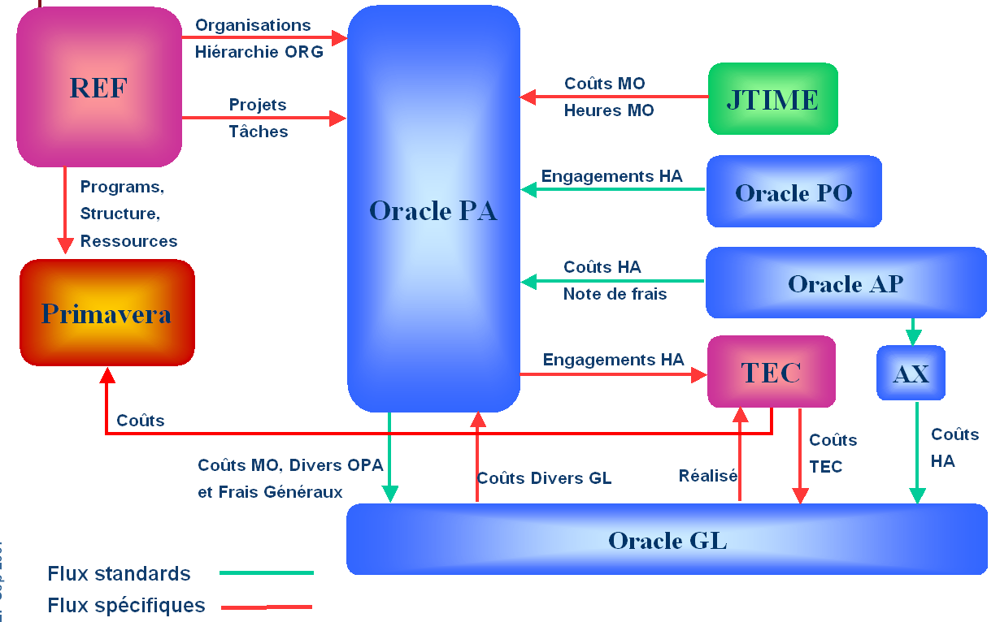 Organisations
Hiérarchie ORG
REF
Projets
Tâches
Coûts MO
Heures MO
JTIME
Engagements HA
Oracle PO
Oracle PA
Programs,
Structure,
Ressources
Coûts HA
Note de frais
Oracle AP
Primavera
Engagements HA
TEC
AX
Coûts
Coûts MO, Divers OPA
et Frais Généraux
Coûts Divers GL
Réalisé
Coûts
TEC
Coûts
HA
Oracle GL
Flux standards
Flux spécifiques